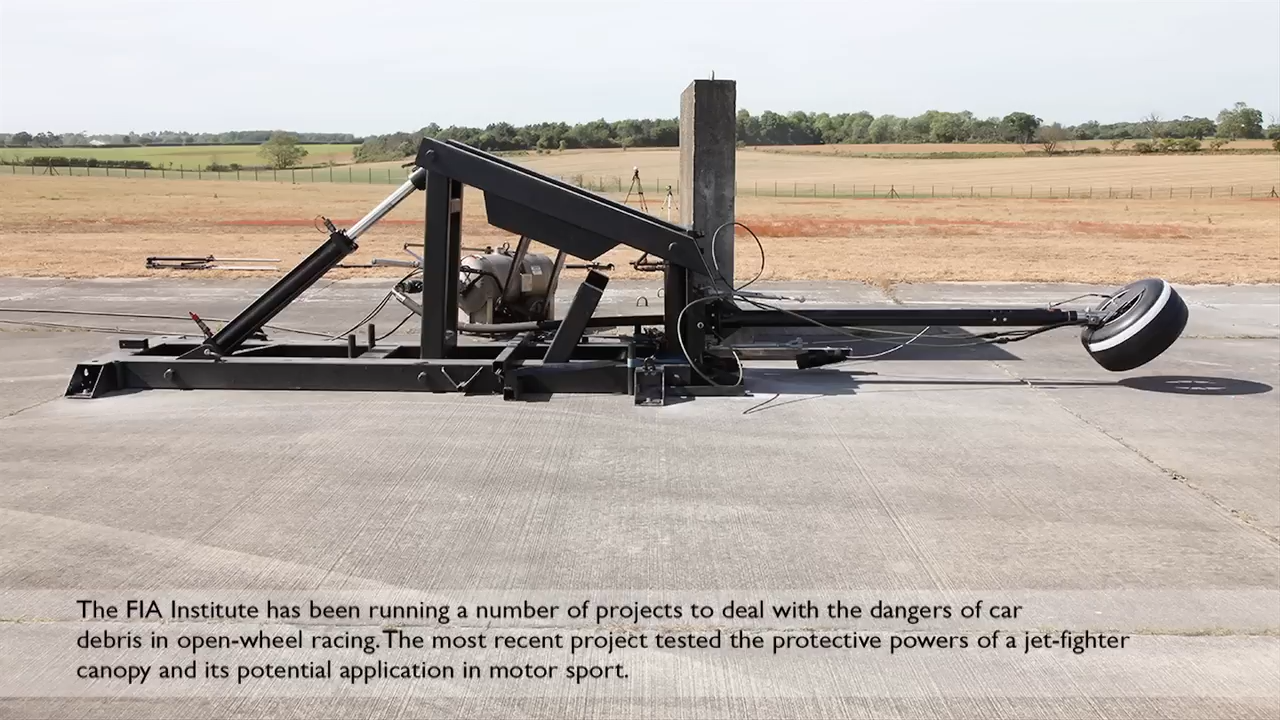 The FIA Institute has been running a number of projects to deal with the dangers of car
debris in open-wheel racing. The most recent project tested the protective powers of a jet-fighter
canopy and its potential application in motor sport.